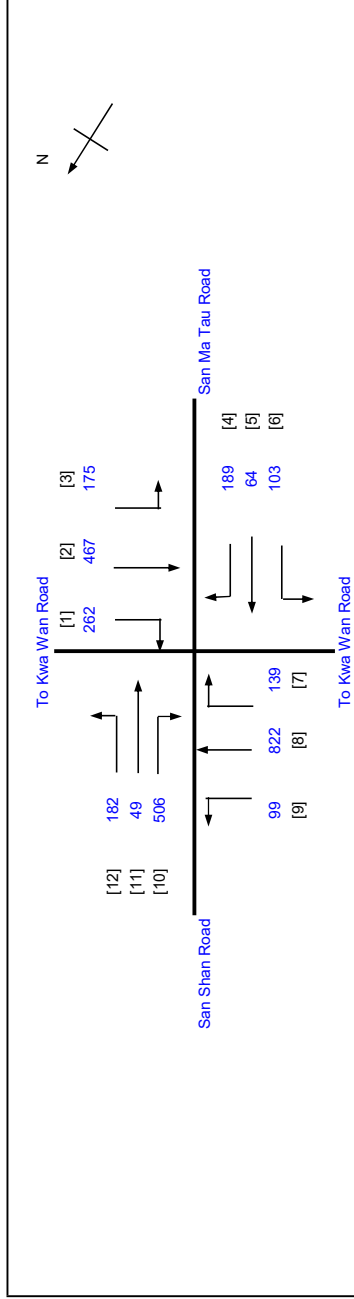 N
To Kwa Wan Road
[1] [2] [3]
262 467 175
182
49
506
[12]
[11]
[10]
San Shan Road
San Ma Tau Road
189 [4]
64 [5]
103 [6]
99 822 139
[9] [8] [7]
To Kwa Wan Road